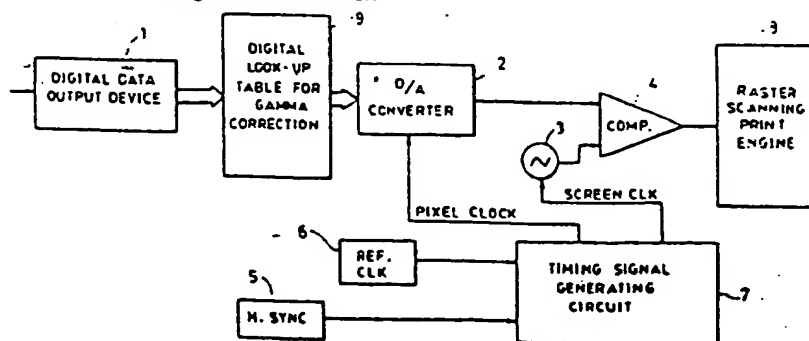 1
DIGITAL DATA
OUTPUT DEVICE
9
DIGITAL
LOOK-UP
TABLE FOR
GAMMA
CORRECTION
2
D/A
CONVERTER
3
4
COMP.
8
RASTER
SCANNING
PRINT
ENGINE
PIXEL CLOCK
SCREEN CLK
6
REF.
CLK
5
H. SYNC
TIMING SIGNAL
GENERATING
CIRCUIT
7